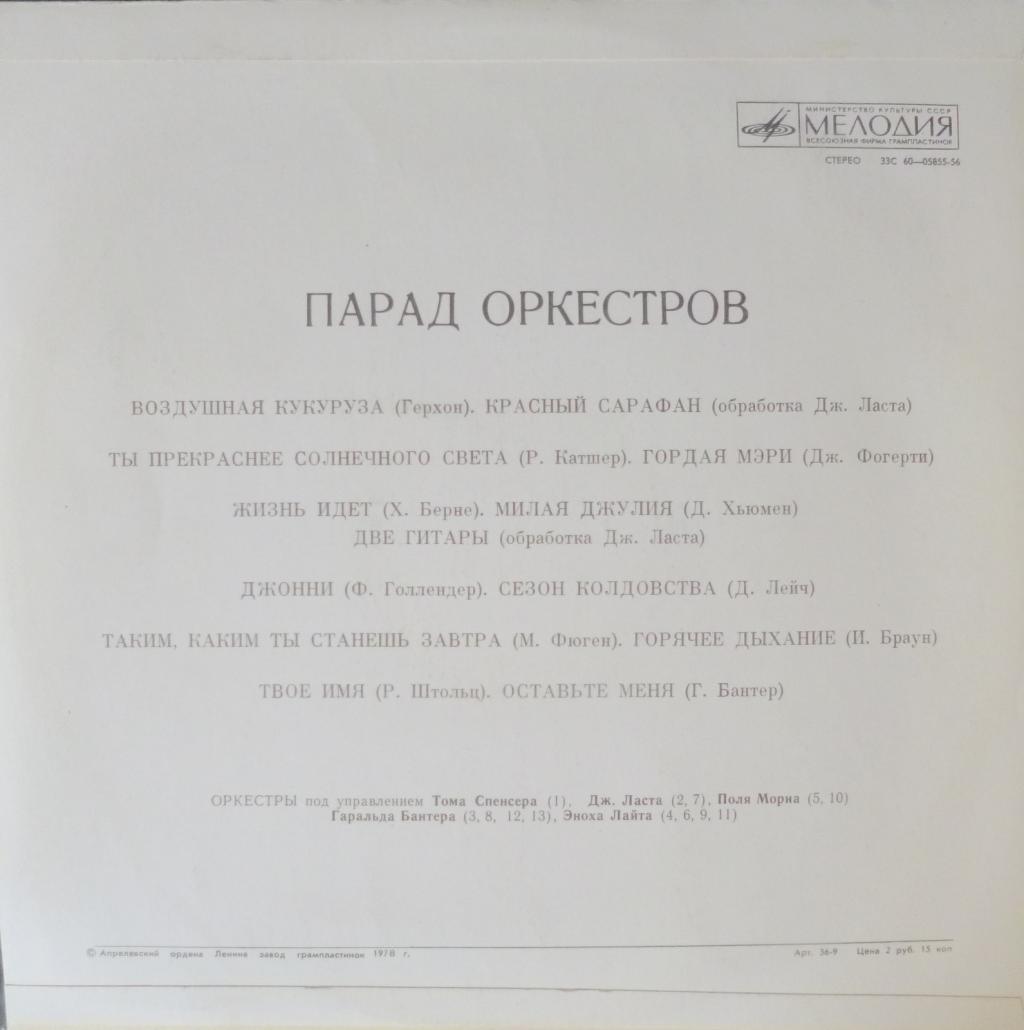 МИНИСТЕРСТВО КУЛЬТУРЫ СССР
МЕЛОДИЯ
ВСЕСОЮЗНАЯ ФИРМА ГРАМПЛАСТИНОК
СТЕРЕО 33С 60—05855-56
ПАРАД ОРКЕСТРОВ
ВОЗДУШНАЯ КУКУРУЗА (Герхон). КРАСНЫЙ САРАФАН (обработка Дж. Ласта)
ТЫ ПРЕКРАСНЕЕ СОЛНЕЧНОГО СВЕТА (Р. Катшер). ГОРДАЯ МЭРИ (Дж. Фогерти)
ЖИЗНЬ ИДЕТ (Х. Берне). МИЛАЯ ДЖУЛИЯ (Д. Хьюмен)
ДВЕ ГИТАРЫ (обработка Дж. Ласта)
ДЖОННИ (Ф. Голлендер). СЕЗОН КОЛДОВСТВА (Д. Лейч)
ТАКИМ, КАКИМ ТЫ СТАНЕШЬ ЗАВТРА (М. Фюген). ГОРЯЧЕЕ ДЫХАНИЕ (И. Браун)
ТВОЕ ИМЯ (Р. Штольц). ОСТАВЬТЕ МЕНЯ (Г. Бантер)
ОРКЕСТРЫ под управлением Тома Спенсера (1), Дж. Ласта (2, 7), Поля Мориа (5, 10)
Гаральда Бантера (3, 8, 12, 13), Эноха Лайта (4, 6, 9, 11)
© Апрелевский ордена Ленина завод грампластинок 1978 г. Арт. 36-9 Цена 2 руб. 15 коп